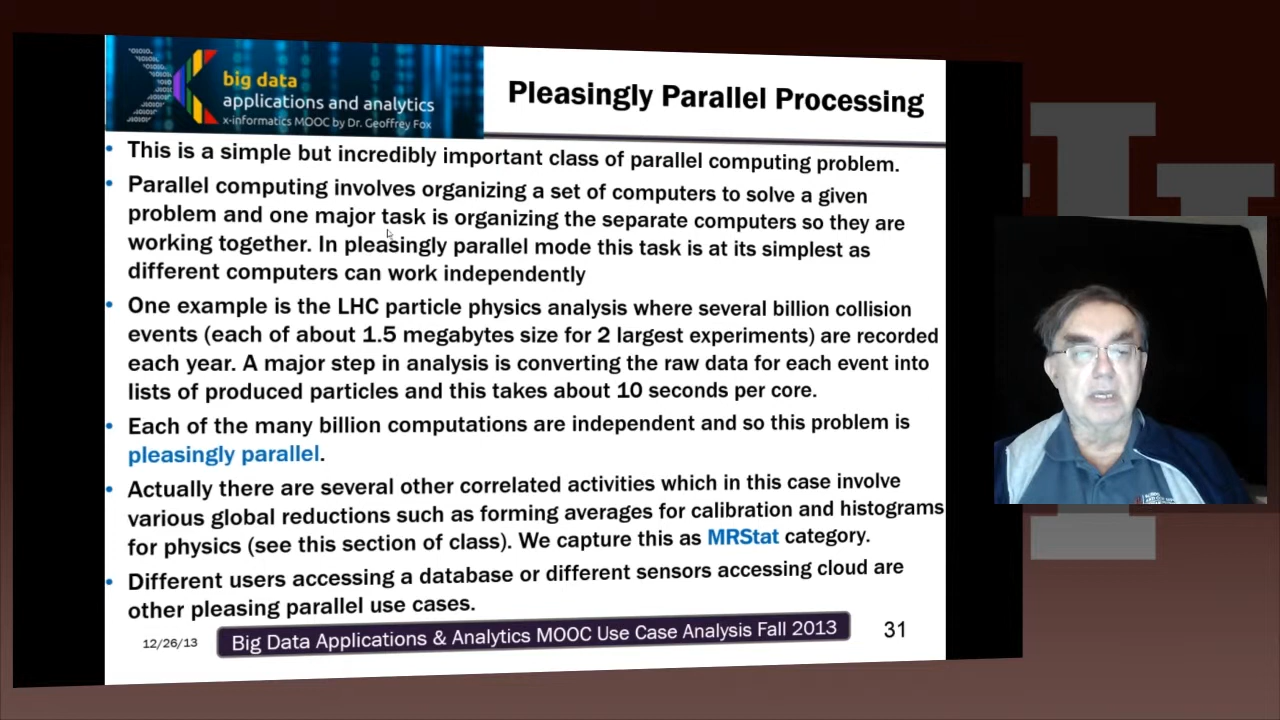 big data
applications and analytics
x-informatics MOOC by Dr. Geoffrey Fox
Pleasingly Parallel Processing
• This is a simple but incredibly important class of parallel computing problem.
• Parallel computing involves organizing a set of computers to solve a given
problem and one major task is organizing the separate computers so they are
working together. In pleasingly parallel mode this task is at its simplest as
different computers can work independently
• One example is the LHC particle physics analysis where several billion collision
events (each of about 1.5 megabytes size for 2 largest experiments) are recorded
each year. A major step in analysis is converting the raw data for each event into
lists of produced particles and this takes about 10 seconds per core.
• Each of the many billion computations are independent and so this problem is
pleasingly parallel.
• Actually there are several other correlated activities which in this case involve
various global reductions such as forming averages for calibration and histograms
for physics (see this section of class). We capture this as MRStat category.
• Different users accessing a database or different sensors accessing cloud are
other pleasing parallel use cases.
12/26/13
Big Data Applications & Analytics MOOC Use Case Analysis Fall 2013
31